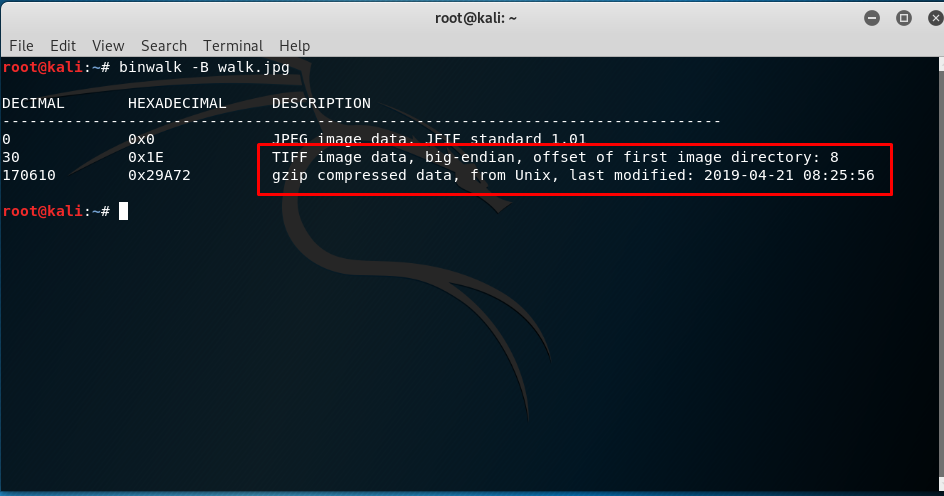 root@kali: ~
File Edit View Search Terminal Help
root@kali:~# binwalk -B walk.jpg
DECIMAL HEXADECIMAL DESCRIPTION
--------------------------------------------------------------------------------
0 0x0 JPEG image data, JFIF standard 1.01
30 0x1E TIFF image data, big-endian, offset of first image directory: 8
170610 0x29A72 gzip compressed data, from Unix, last modified: 2019-04-21 08:25:56
root@kali:~#